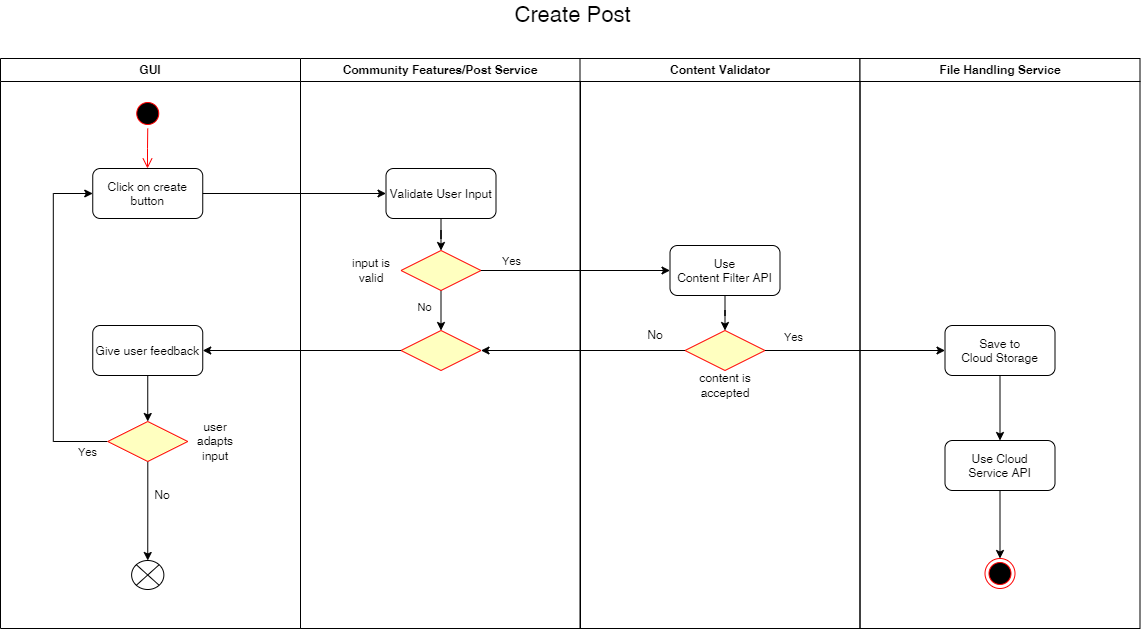 Create Post
GUI
Community Features/Post Service
Content Validator
File Handling Service
Click on create
button
Validate User Input
input is
valid
Yes
No
Use
Content Filter API
No
Yes
content is
accepted
Give user feedback
Save to
Cloud Storage
user
adapts
input
Yes
No
Use Cloud
Service API